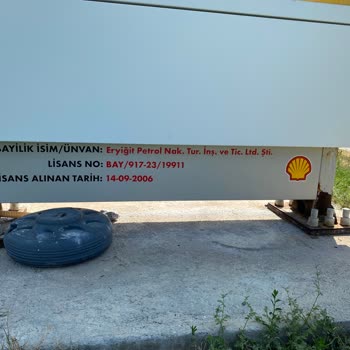 BAYİLİK İSİM/ÜNVAN: Eryiğit Petrol Nak. Tur. İnş. ve Tic. Ltd. Şti.
LİSANS NO: BAY/917-23/19911
LİSANS ALINAN TARİH: 14-09-2006